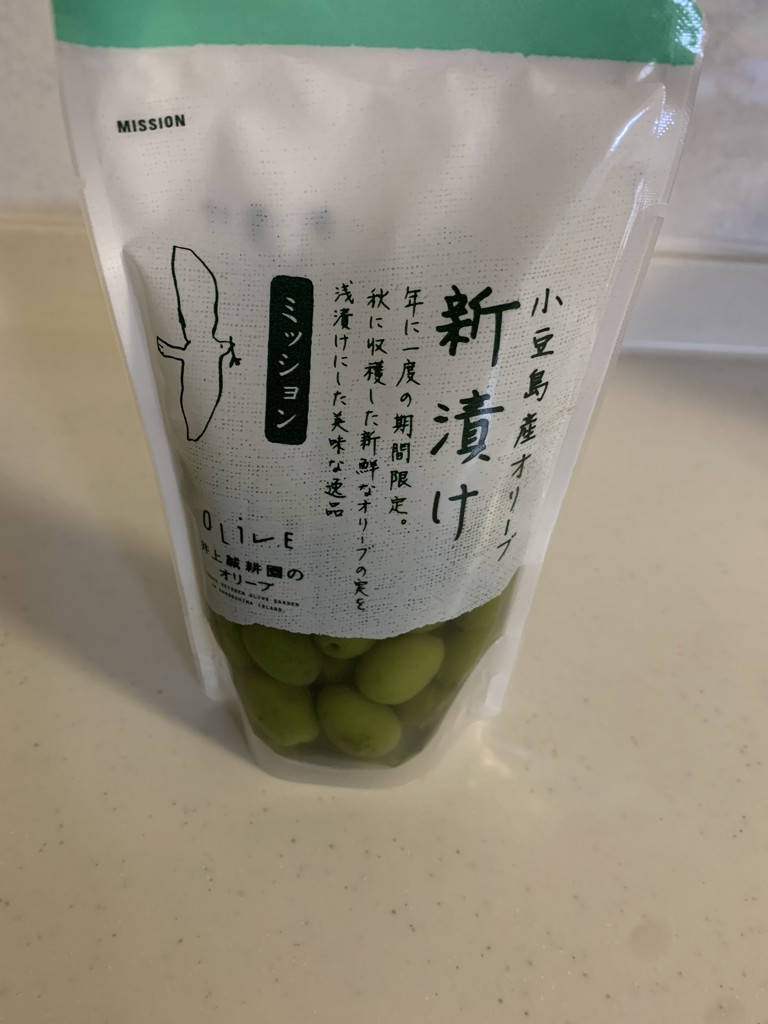 MISSION
小豆島産オリーブ
新漬け
年に一度の期間限定。
秋に収穫した新鮮なオリーブの実を
浅漬けにした美味な逸品
ミッション
OLIVE
井上誠耕園の
オリーブ